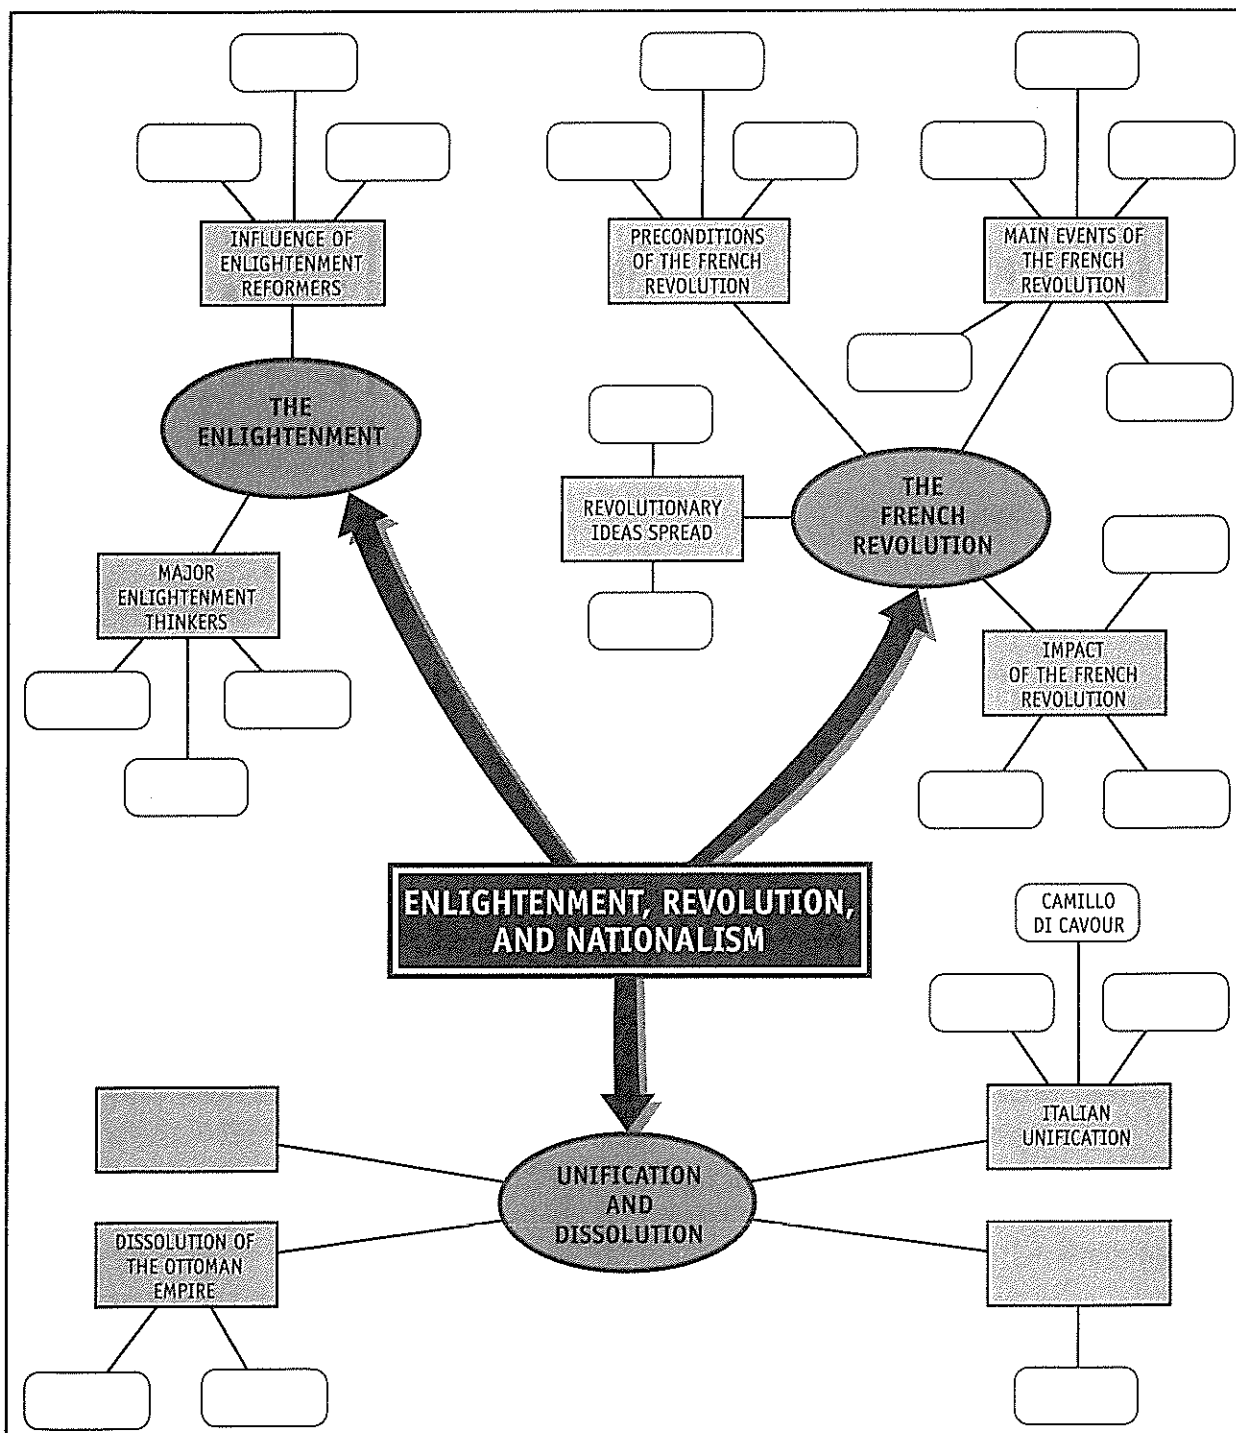 INFLUENCE OF
ENLIGHTENMENT
REFORMERS
PRECONDITIONS
OF THE FRENCH
REVOLUTION
MAIN EVENTS OF
THE FRENCH
REVOLUTION
THE
ENLIGHTENMENT
REVOLUTIONARY
IDEAS SPREAD
THE
FRENCH
REVOLUTION
MAJOR
ENLIGHTENMENT
THINKERS
IMPACT
OF THE FRENCH
REVOLUTION
ENLIGHTENMENT, REVOLUTION,
AND NATIONALISM
CAMILLO
DI CAVOUR
ITALIAN
UNIFICATION
UNIFICATION
AND
DISSOLUTION
DISSOLUTION OF
THE OTTOMAN
EMPIRE